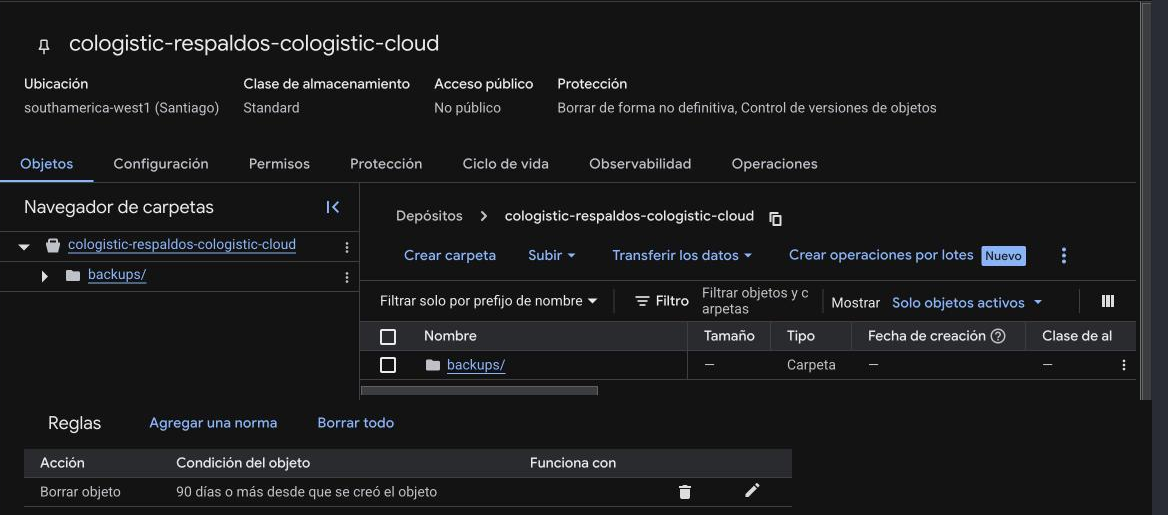 cologistic-respaldos-cologistic-cloud
Ubicación Clase de almacenamiento Acceso público Protección
southamerica-west1 (Santiago) Standard No público Borrar de forma no definitiva, Control de versiones de objetos
Objetos Configuración Permisos Protección Ciclo de vida Observabilidad Operaciones
Navegador de carpetas
cologistic-respaldos-cologistic-cloud
backups/
Depósitos > cologistic-respaldos-cologistic-cloud
Crear carpeta Subir Transferir los datos Crear operaciones por lotes Nuevo
Filtrar solo por prefijo de nombre Filtro Filtrar objetos y c
arpetas Mostrar Solo objetos activos
Nombre Tamaño Tipo Fecha de creación Clase de al
backups/ — Carpeta — —
Reglas Agregar una norma Borrar todo
Acción Condición del objeto Funciona con
Borrar objeto 90 días o más desde que se creó el objeto